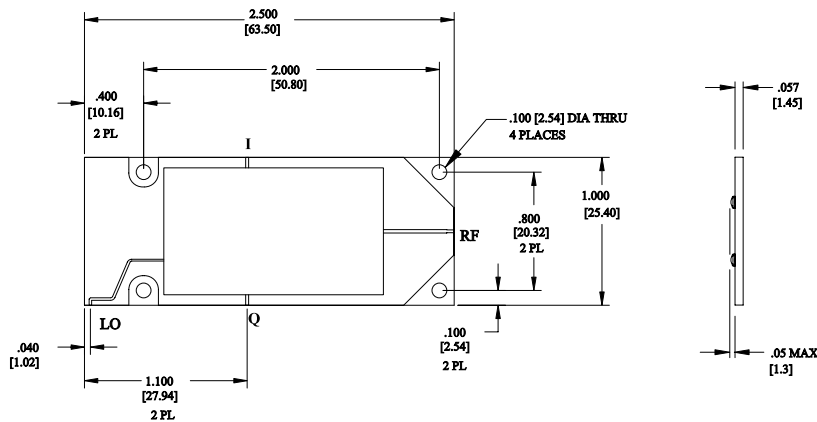 2.500
[63.50]
2.000
[50.80]
.400
[10.16]
2 PL
.057
[1.45]
.100 [2.54] DIA THRU
4 PLACES
I
1.000
[25.40]
.800
[20.32]
2 PL
RF
LO
Q
.040
[1.02]
.100
[2.54]
2 PL
.05 MAX
[1.3]
1.100
[27.94]
2 PL